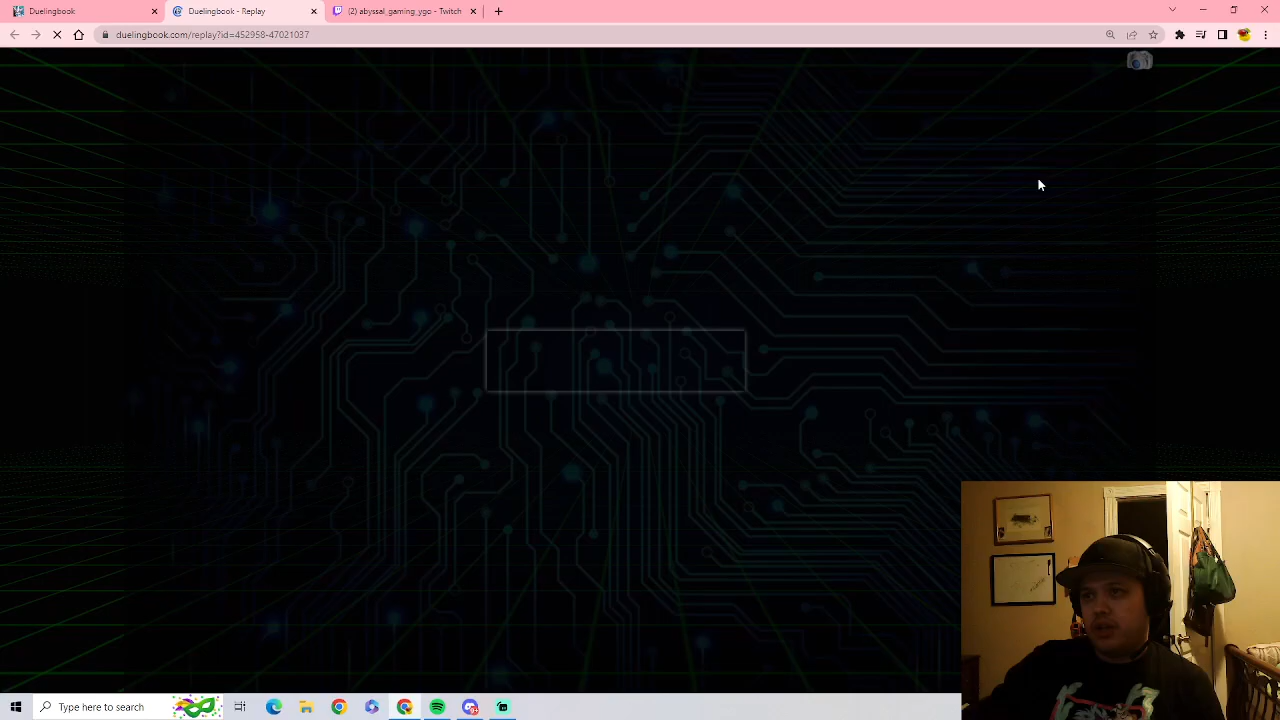 Duelingbook
Duelingbook - Replay
(2) abyssal_gaming_ygo - Twitch
duelingbook.com/replay?id=452958-47021037
Type here to search